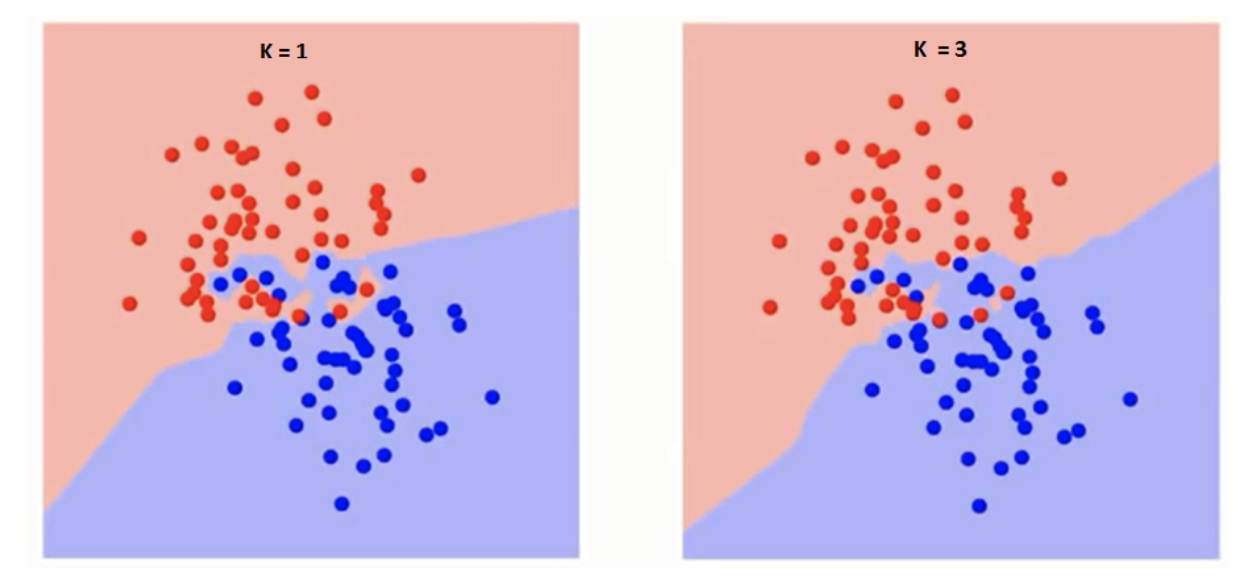 K = 1
K = 3